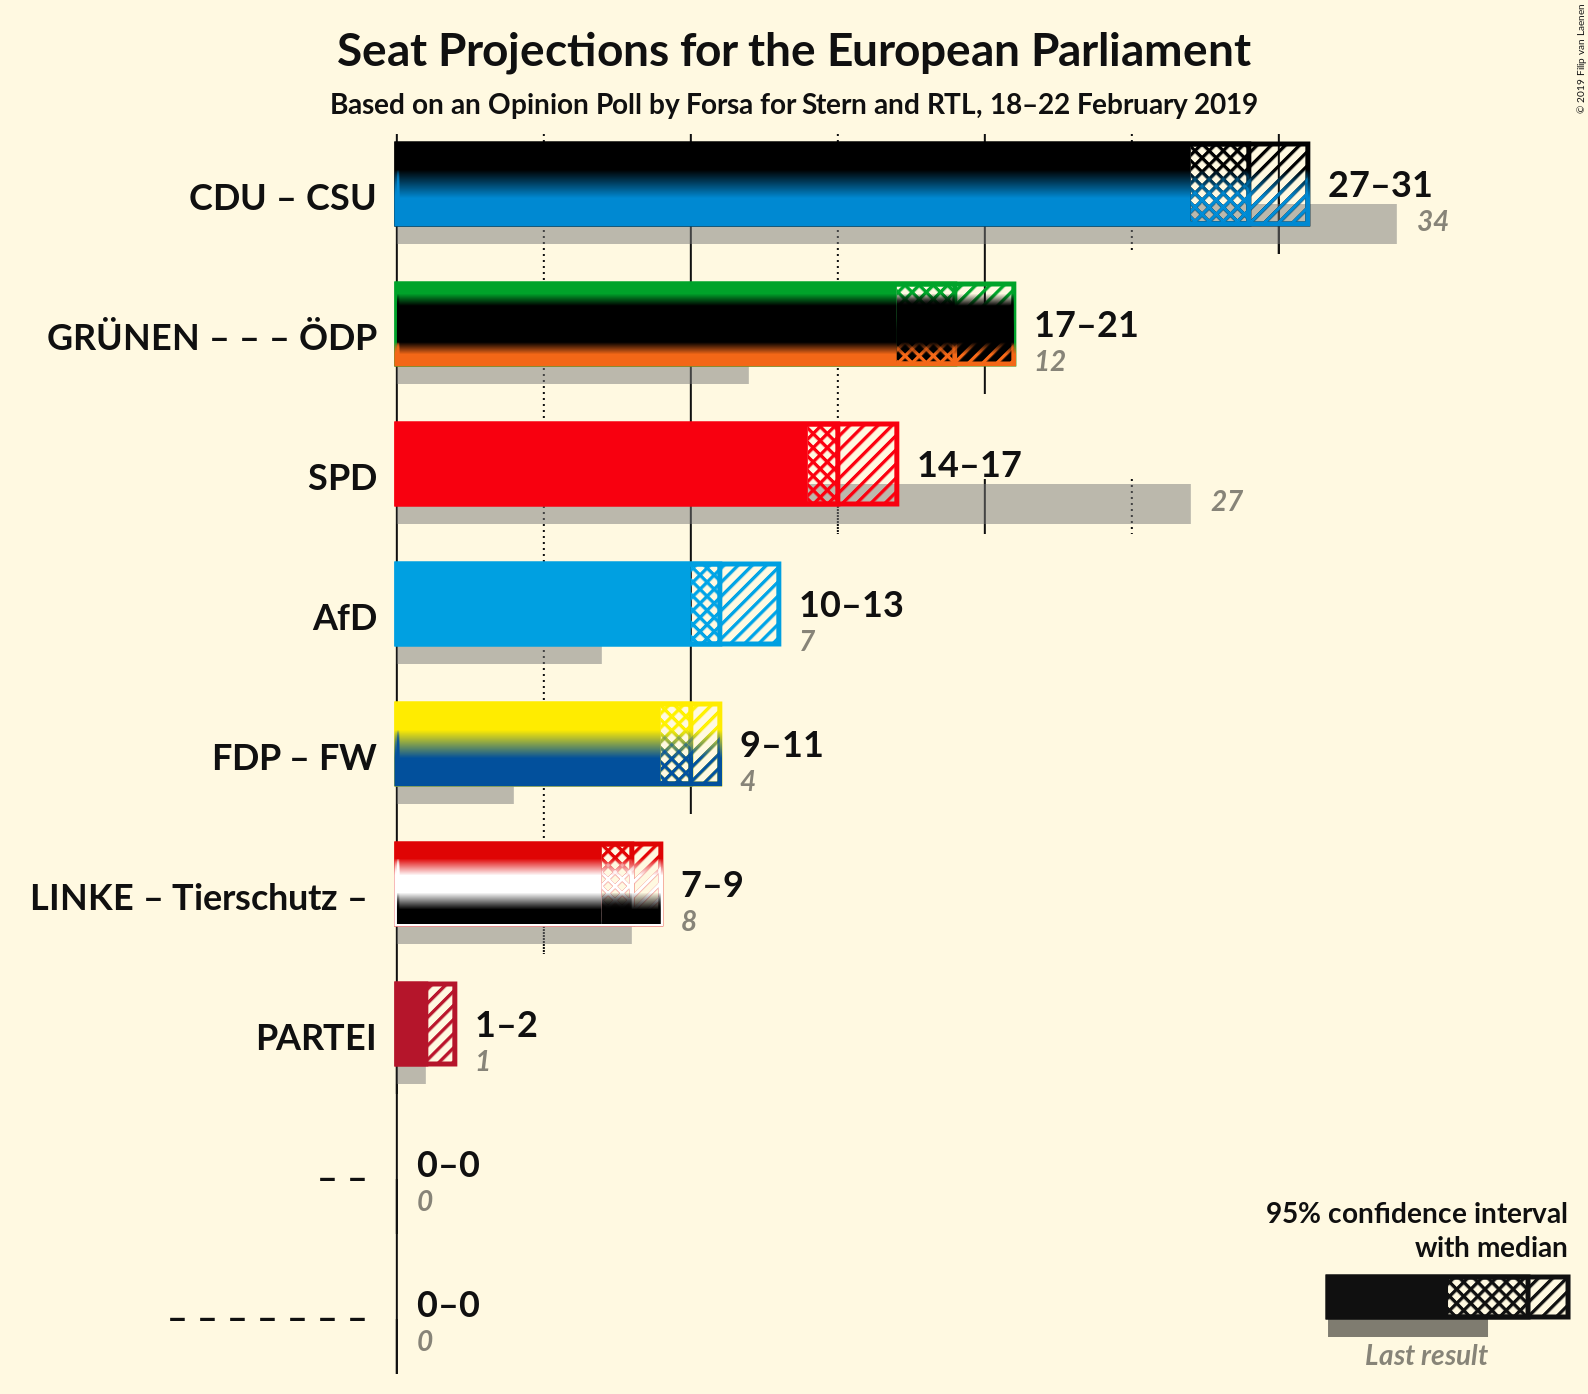 Seat Projections for the European Parliament
Based on an Opinion Poll by Forsa for Stern and RTL, 18–22 February 2019
© 2019 Filip van Laenen
CDU – CSU
27–31
34
GRÜNEN – – – ÖDP
17–21
12
SPD
14–17
27
AfD
10–13
7
FDP – FW
9–11
4
LINKE – Tierschutz –
7–9
8
PARTEI
1–2
1
– –
0–0
0
– – – – – – –
0–0
0
95% confidence interval
with median
Last result